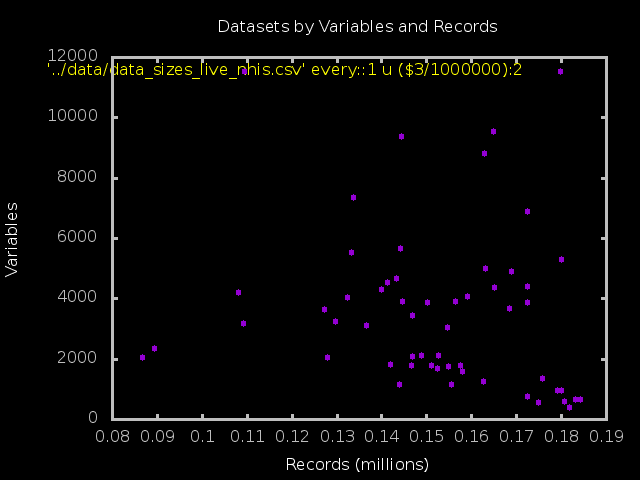 Datasets by Variables and Records
12000
'../data/data_sizes_live_nhis.csv' every::1 u ($3/1000000):2
10000
8000
6000
4000
2000
0
Variables
0.08 0.09 0.1 0.11 0.12 0.13 0.14 0.15 0.16 0.17 0.18 0.19
Records (millions)